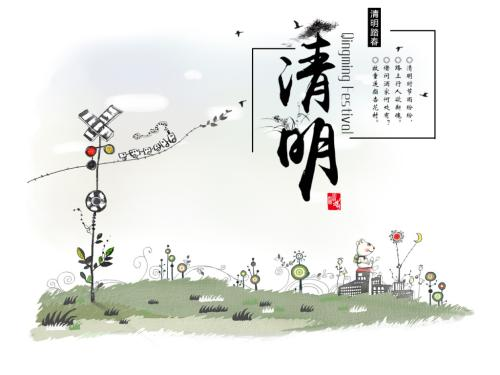 清明
Qingming Festival
清明踏春
清明时节雨纷纷，
路上行人欲断魂。
借问酒家何处有？
牧童遥指杏花村。